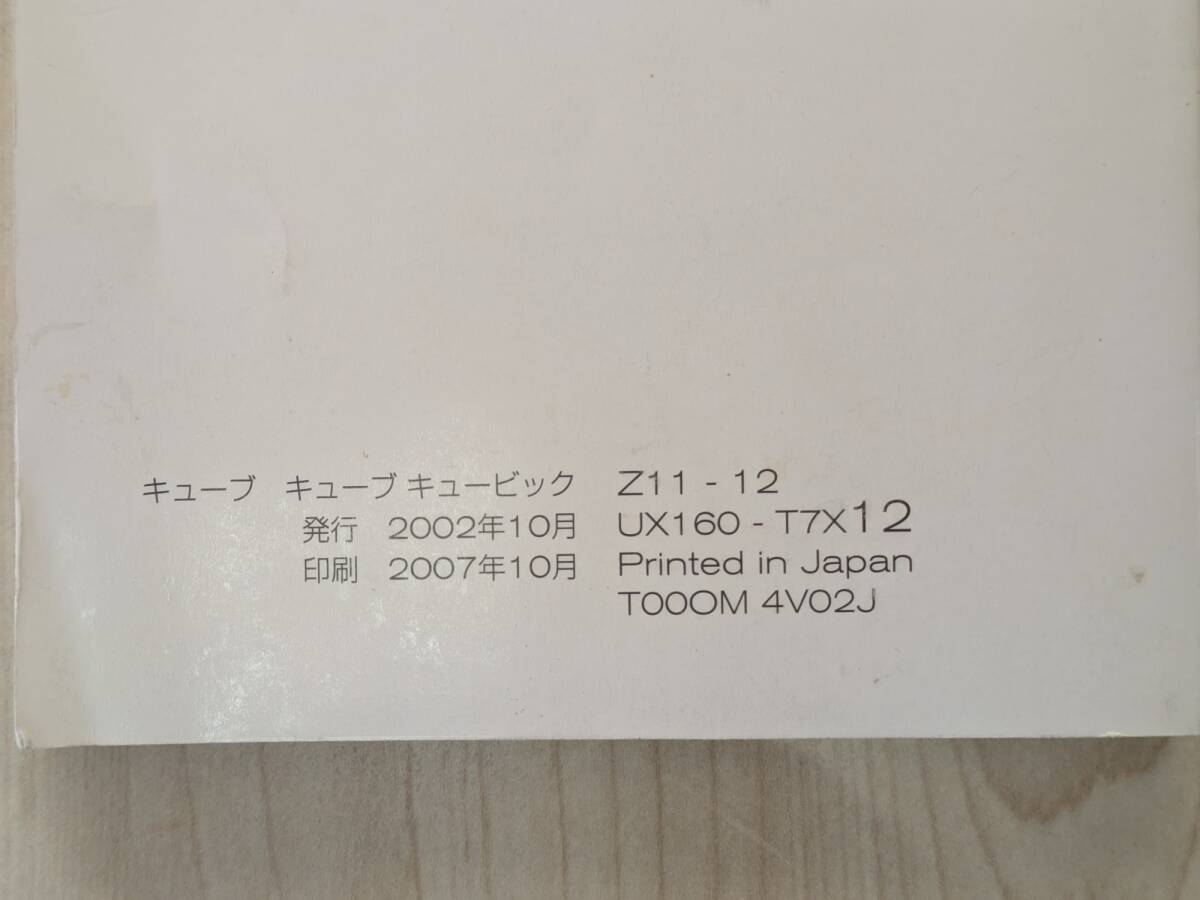 キューブ　キューブ キュービック　Z11 - 12
発行　2002年10月　UX160 - T7X12
印刷　2007年10月　Printed in Japan
T00OM 4V02J